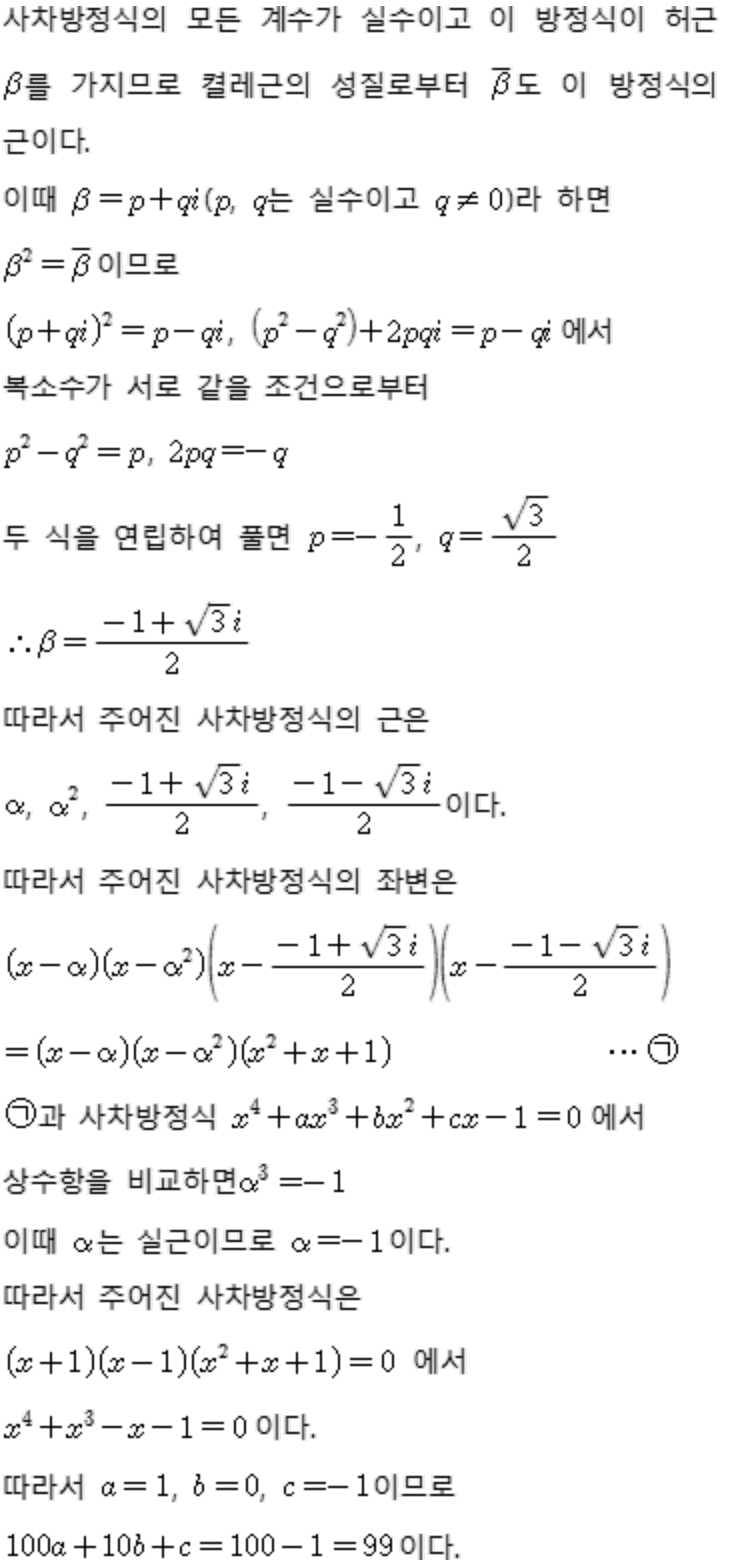 사차방정식의 모든 계수가 실수이고 이 방정식이 허근
β를 가지므로 켤레근의 성질로부터 β̅도 이 방정식의
근이다.
이때 β=p+qi(p, q는 실수이고 q≠0)라 하면
β²=β̅이므로
(p+qi)²=p−qi, (p²−q²)+2pqi=p−qi에서
복소수가 서로 같을 조건으로부터
p²−q²=p, 2pq=−q
두 식을 연립하여 풀면 p=−1/2, q=√3/2
∴β=(−1+√3i)/2
따라서 주어진 사차방정식의 근은
α, α², (−1+√3i)/2, (−1−√3i)/2이다.
따라서 주어진 사차방정식의 좌변은
(x−α)(x−α²)(x−(−1+√3i)/2)(x−(−1−√3i)/2)
=(x−α)(x−α²)(x²+x+1) ⋯ ㉠
㉠과 사차방정식 x⁴+ax³+bx²+cx−1=0에서
상수항을 비교하면α³=−1
이때 α는 실근이므로 α=−1이다.
따라서 주어진 사차방정식은
(x+1)(x−1)(x²+x+1)=0 에서
x⁴+x³−x−1=0이다.
따라서 a=1, b=0, c=−1이므로
100a+10b+c=100−1=99이다.